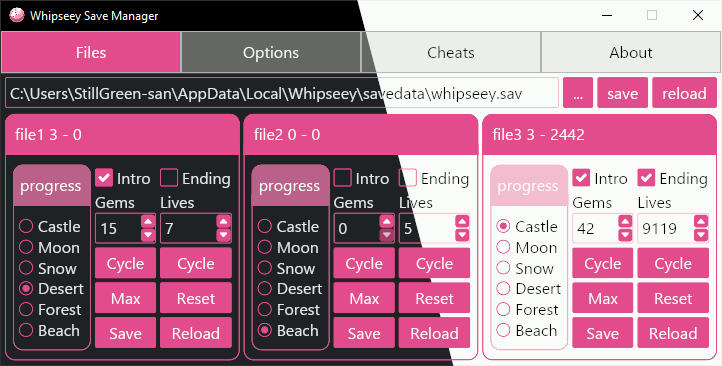 Whipseey Save Manager
Files Options Cheats About
C:\Users\StillGreen-san\AppData\Local\Whipseey\savedata\whipseey.sav ... save reload
file1 3 - 0
progress
Intro Ending
Gems Lives
15 7
Castle
Moon
Snow
Desert
Forest
Beach
Cycle Cycle
Max Reset
Save Reload
file2 0 - 0
progress
Intro Ending
Gems Lives
0 5
Castle
Moon
Snow
Desert
Forest
Beach
Cycle Cycle
Max Reset
Save Reload
file3 3 - 2442
progress
Intro Ending
Gems Lives
42 9119
Castle
Moon
Snow
Desert
Forest
Beach
Cycle Cycle
Max Reset
Save Reload